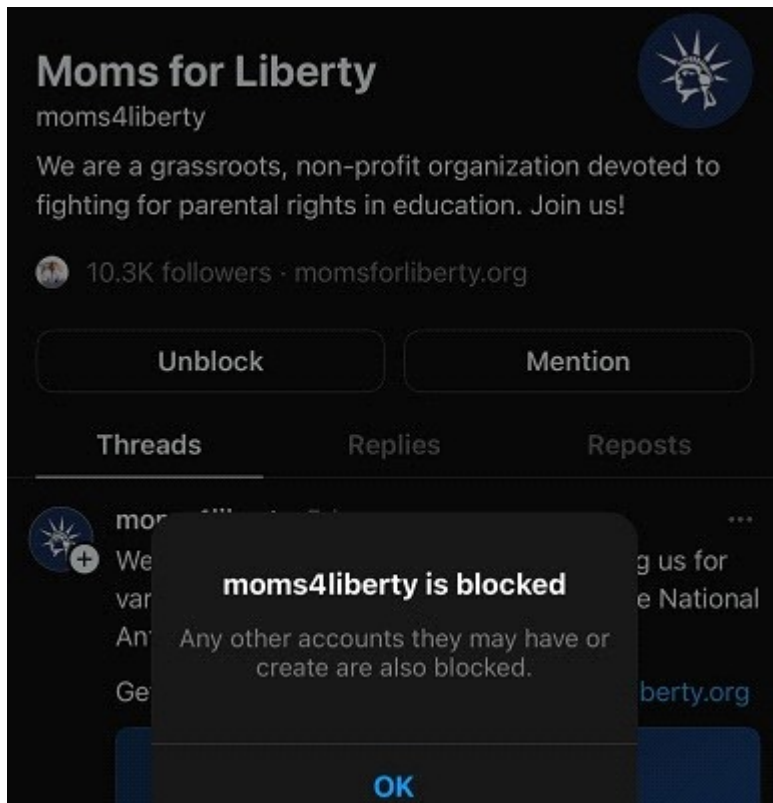 Moms for Liberty
moms4liberty
We are a grassroots, non-profit organization devoted to
fighting for parental rights in education. Join us!
10.3K followers · momsforliberty.org
Unblock
Mention
Threads
Replies
Reposts
We
g us for
e National
moms4liberty is blocked
Any other accounts they may have or
create are also blocked.
berty.org
OK